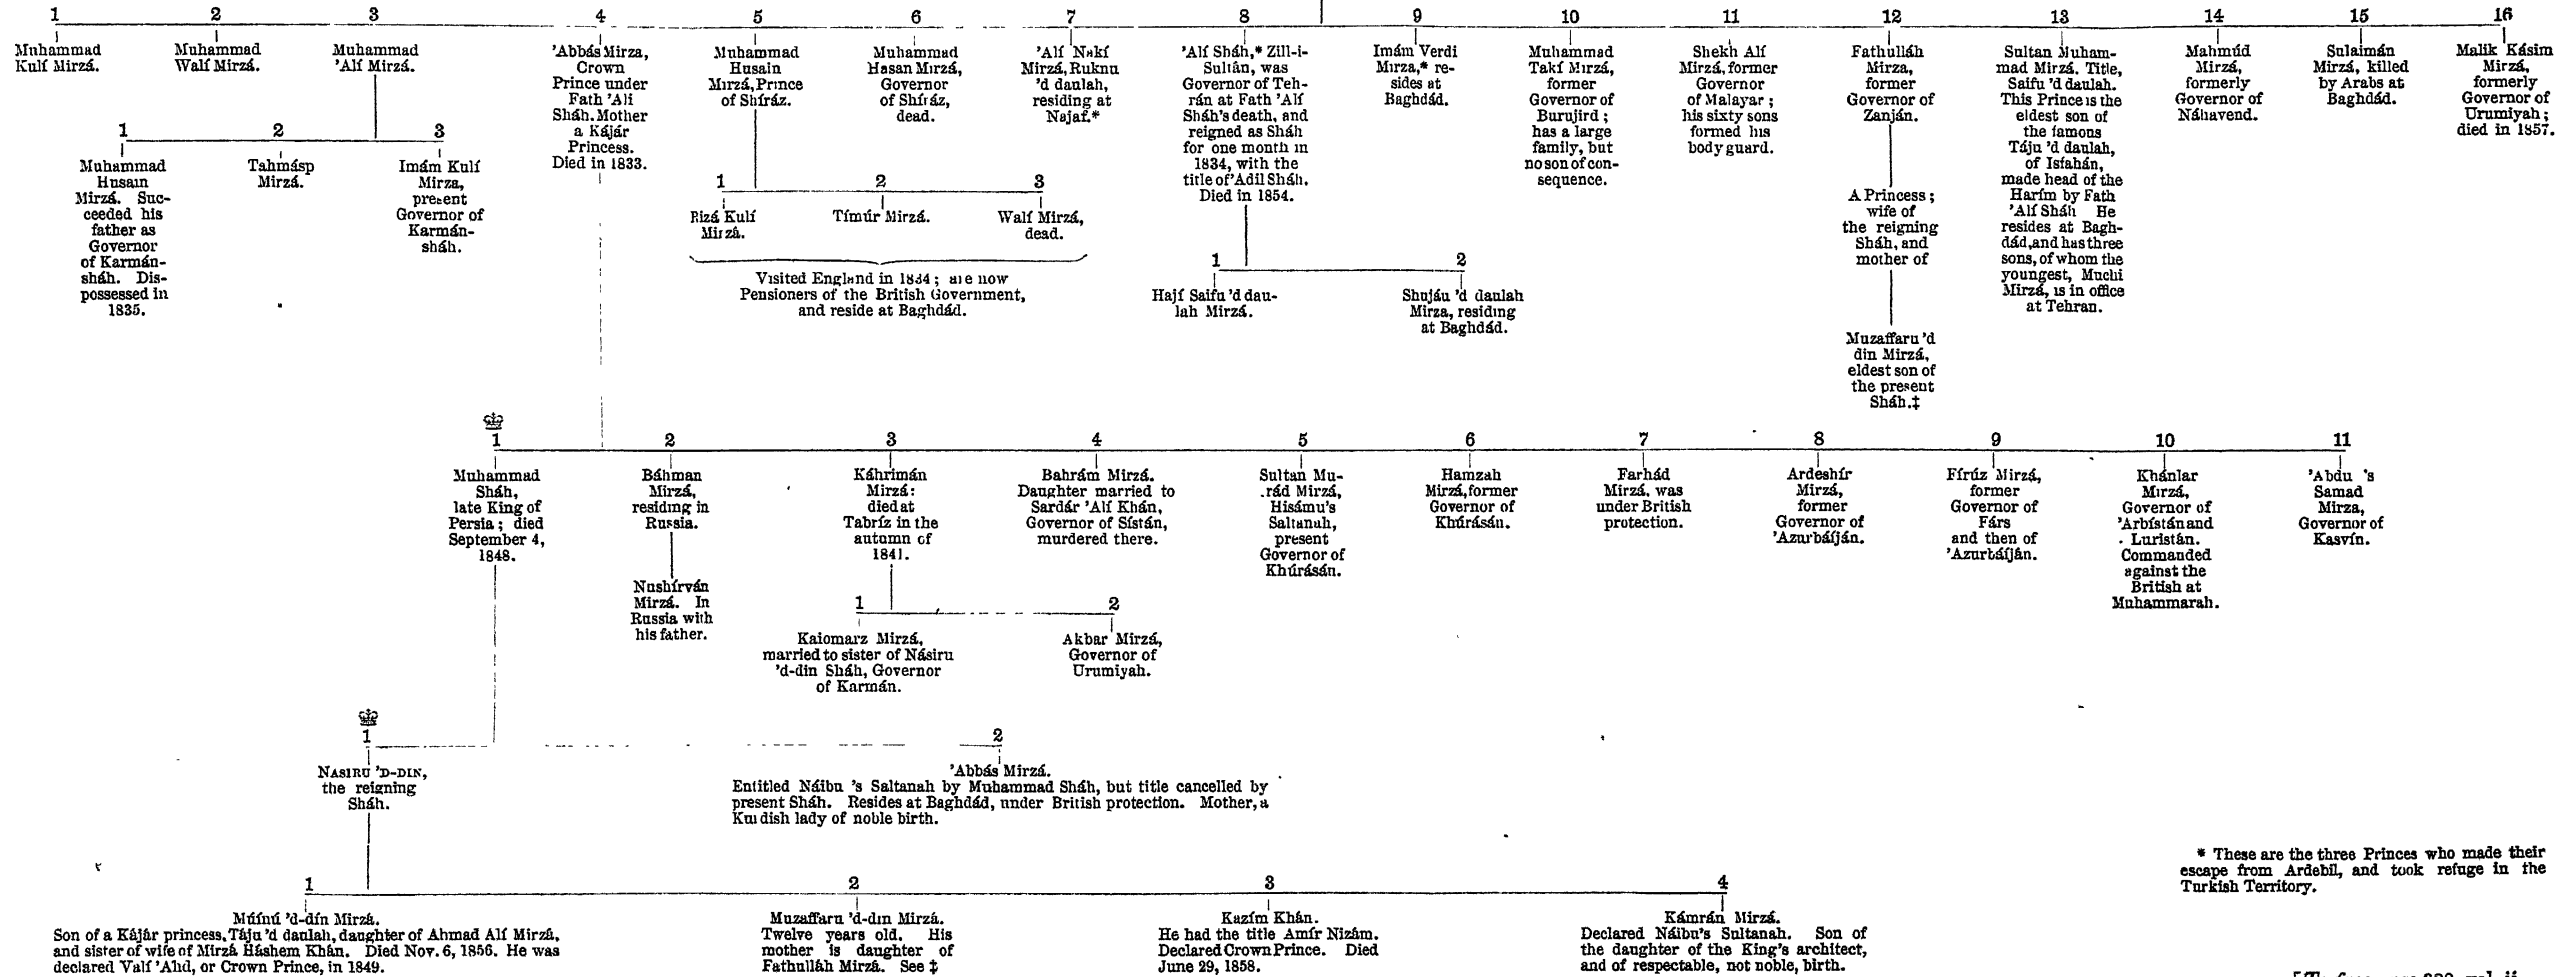 1 2 3 4 5 6 7 8 9 10 11 12 13 14 15 16
Muhammad
Kulí Mirzá.
Muhammad
Walí Mirzá.
Muhammad
'Alí Mirzá.
'Abbás Mirza,
Crown
Prince under
Fath 'Ali
Sháh. Mother
a Kájár
Princess.
Died in 1833.
Muhammad
Husain
Mirzá, Prince
of Shíráz.
Muhammad
Hasan Mirzá,
Governor
of Shíráz,
dead.
'Alí Nakí
Mirzá, Ruknu
'd daulah,
residing at
Najaf.*
'Alí Sháh,* Zill-i-
Sultân, was
Governor of Teh-
rán at Fath 'Alí
Sháh's death, and
reigned as Sháh
for one month in
1834, with the
title of 'Adil Sháh.
Died in 1854.
Imám Verdi
Mirza,* re-
sides at
Baghdád.
Muhammad
Takí Mirzá,
former
Governor of
Burujird;
has a large
family, but
no son of con-
sequence.
Shekh Alí
Mirzá, former
Governor
of Malayar;
his sixty sons
formed his
body guard.
Fathulláh
Mirza,
former
Governor of
Zanján.
Sultan Muham-
mad Mirzá. Title,
Saifu 'd daulah.
This Prince is the
eldest son of
the famous
Táju 'd daulah,
of Isfahán,
made head of the
Harím by Fath
'Alí Sháh He
resides at Bagh-
dád, and has three
sons, of whom the
youngest, Muchi
Mirzá, is in office
at Tehran.
Mahmúd
Mirzá,
formerly
Governor of
Náhavend.
Sulaimán
Mirzá, killed
by Arabs at
Baghdád.
Malik Kásim
Mirzá,
formerly
Governor of
Urumiyah;
died in 1857.
1 2 3
Muhammad
Husain
Mirzá. Suc-
ceeded his
father as
Governor
of Karmán-
sháh. Dis-
possessed in
1835.
Tahmásp
Mirzá.
Imám Kulí
Mirza,
present
Governor of
Karmán-
sháh.
1 2 3
Rizá Kulí
Mirzá.
Tímúr Mirzá.
Walí Mirzá,
dead.
Visited England in 1834; are now
Pensioners of the British Government,
and reside at Baghdád.
1 2
Hají Saifu 'd dau-
lah Mirzá.
Shujáu 'd daulah
Mirza, residing
at Baghdád.
A Princess;
wife of
the reigning
Sháh, and
mother of
Muzaffaru 'd
din Mirzá,
eldest son of
the present
Sháh.‡
1 2 3 4 5 6 7 8 9 10 11
Muhammad
Sháh,
late King of
Persia; died
September 4,
1848.
Báhman
Mirzá,
residing in
Russia.
Káhrimán
Mirzá:
died at
Tabríz in the
autumn of
1841.
Bahrám Mirzá.
Daughter married to
Sardár 'Alí Khán,
Governor of Sístán,
murdered there.
Sultan Mu-
rád Mirzá,
Hisámu's
Saltanah,
present
Governor of
Khúrásán.
Hamzah
Mirzá, former
Governor of
Khúrásán.
Farhád
Mirzá, was
under British
protection.
Ardeshír
Mirzá,
former
Governor of
'Azurbáíján.
Fírúz Mirzá,
former
Governor of
Fárs
and then of
'Azurbáíján.
Khánlar
Mirzá,
Governor of
'Arbístán and
Luristán.
Commanded
against the
British at
Muhammarah.
'Abdu 's
Samad
Mirza,
Governor of
Kasvín.
Nushírván
Mirzá. In
Russia with
his father.
1 2
Kaiomarz Mirzá,
married to sister of Násiru
'd-din Sháh, Governor
of Karmán.
Akbar Mirzá,
Governor of
Urumiyah.
1 2
NASIRU 'D-DIN,
the reigning
Sháh.
'Abbás Mirzá.
Entitled Náibu 's Saltanah by Muhammad Sháh, but title cancelled by
present Sháh. Resides at Baghdád, under British protection. Mother, a
Kurdish lady of noble birth.
* These are the three Princes who made their
escape from Ardebíl, and took refuge in the
Turkish Territory.
1 2 3 4
Múínú 'd-dín Mirzá.
Son of a Kájár princess, Táju 'd daulah, daughter of Ahmad Alí Mirzá,
and sister of wife of Mirzá Háshem Khán. Died Nov. 6, 1856. He was
declared Valí 'Ahd, or Crown Prince, in 1849.
Muzaffaru 'd-din Mirzá.
Twelve years old. His
mother is daughter of
Fathulláh Mirzá. See ‡
Kazím Khán.
He had the title Amír Nizám.
Declared Crown Prince. Died
June 29, 1858.
Kámrán Mirzá.
Declared Náibu's Sultanah. Son of
the daughter of the King's architect,
and of respectable, not noble, birth.